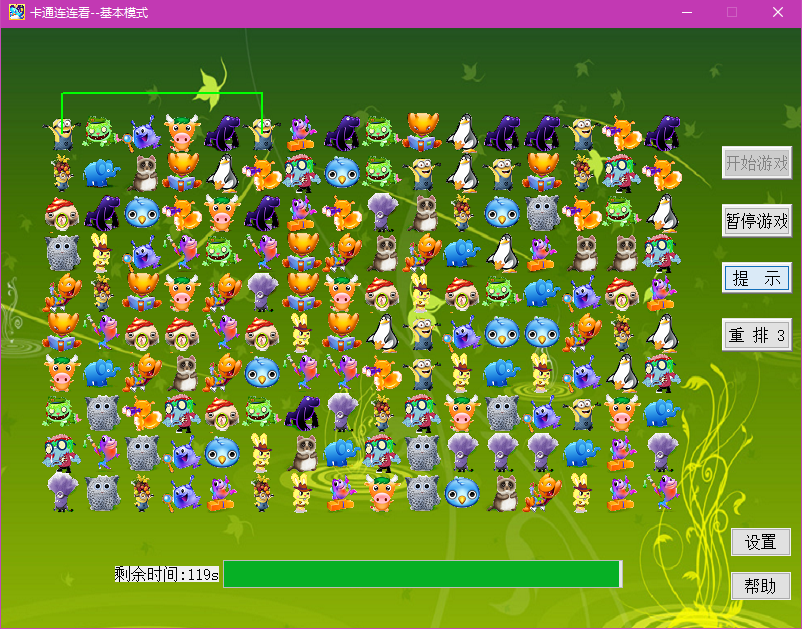 卡通连连看--基本模式
开始游戏
暂停游戏
提 示
重 排 3
设置
帮助
剩余时间:119s